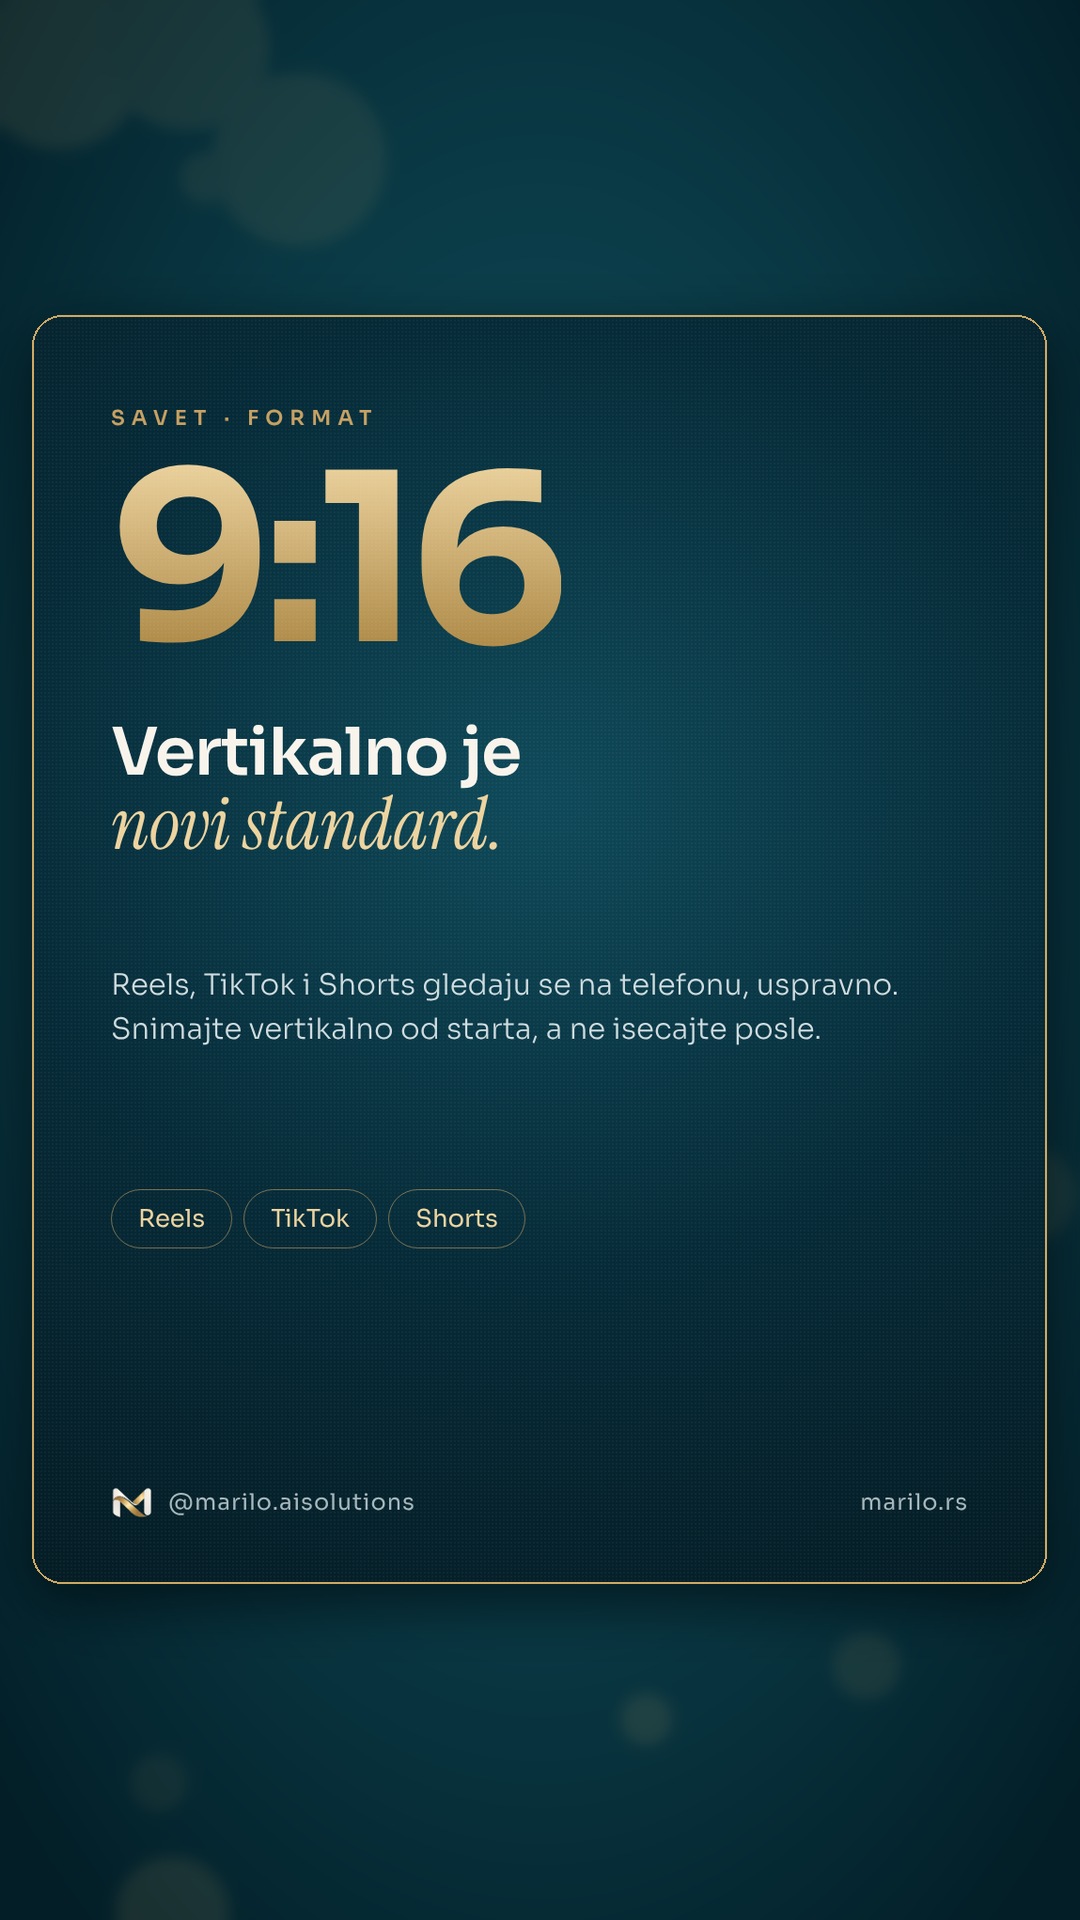 SAVET · FORMAT
9:16
Vertikalno je
novi standard.
Reels, TikTok i Shorts gledaju se na telefonu, uspravno.
Snimajte vertikalno od starta, a ne isecajte posle.
Reels TikTok Shorts
@marilo.aisolutions marilo.rs